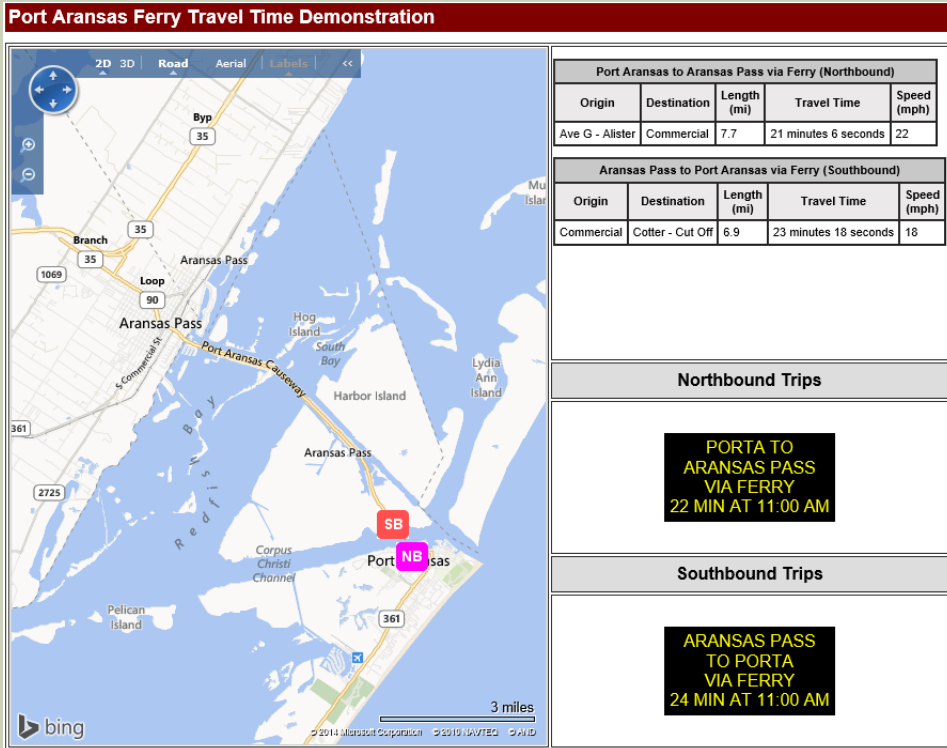 Port Aransas Ferry Travel Time Demonstration
2D 3D Road Aerial Labels <<
Byp
35
35
Branch
35
1069
Aransas Pass
Loop
90
Aransas Pass
S Commercial St
Port Aransas Causeway
Hog
Island
South
Bay
Harbor Island
Lydia
Ann
Island
Mu
Islan
361
2725
Redfish Bay
Aransas Pass
SB
NB
Port
sas
Corpus
Christi
Channel
Pelican
Island
361
3 miles
bing
© 2014 Microsoft Corporation © 2010 NAVTEQ © AND
Port Aransas to Aransas Pass via Ferry (Northbound)
Origin Destination Length (mi) Travel Time Speed (mph)
Ave G - Alister Commercial 7.7 21 minutes 6 seconds 22
Aransas Pass to Port Aransas via Ferry (Southbound)
Origin Destination Length (mi) Travel Time Speed (mph)
Commercial Cotter - Cut Off 6.9 23 minutes 18 seconds 18
Northbound Trips
PORTA TO
ARANSAS PASS
VIA FERRY
22 MIN AT 11:00 AM
Southbound Trips
ARANSAS PASS
TO PORTA
VIA FERRY
24 MIN AT 11:00 AM